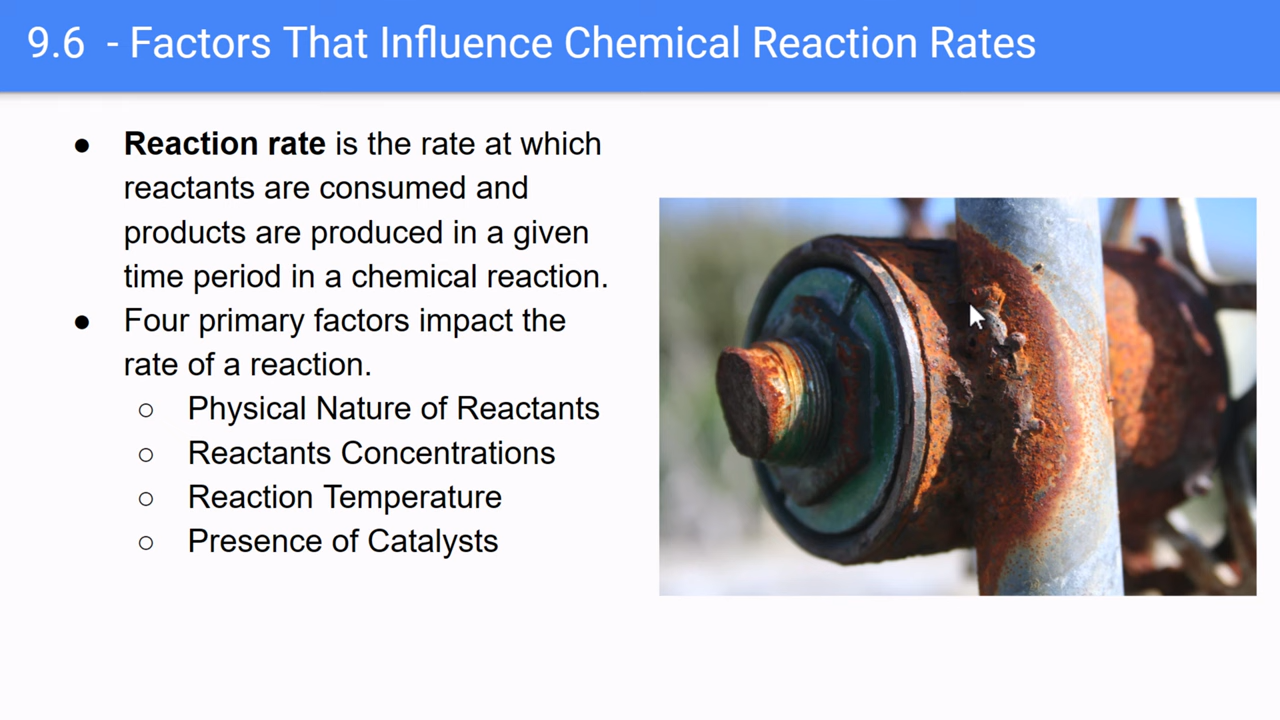 9.6 - Factors That Influence Chemical Reaction Rates
● Reaction rate is the rate at which
reactants are consumed and
products are produced in a given
time period in a chemical reaction.
● Four primary factors impact the
rate of a reaction.
○ Physical Nature of Reactants
○ Reactants Concentrations
○ Reaction Temperature
○ Presence of Catalysts